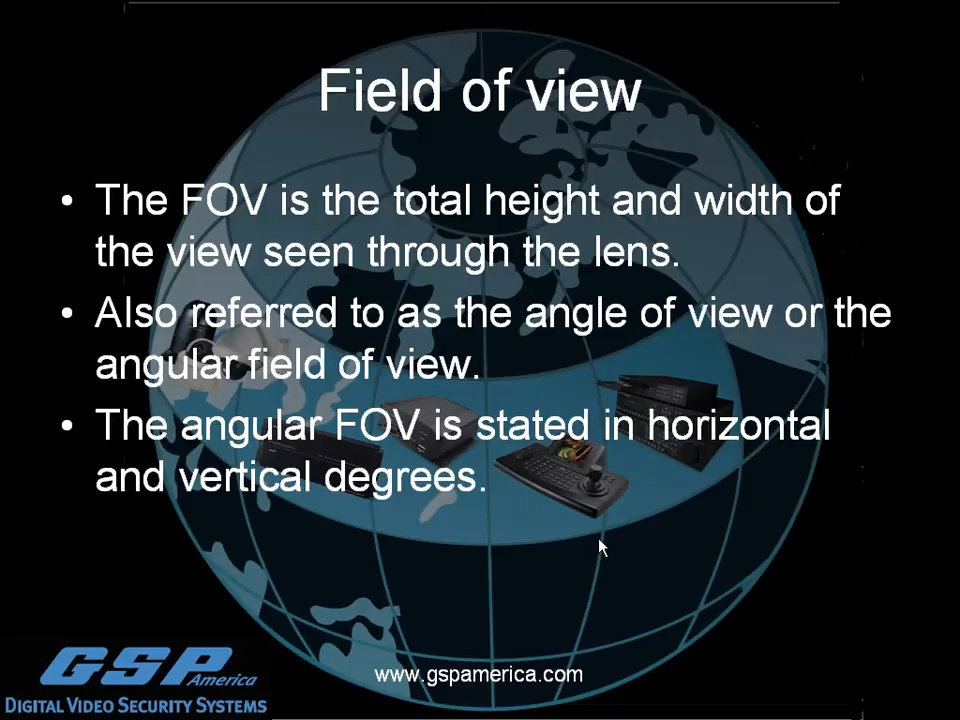 Field of view
• The FOV is the total height and width of
the view seen through the lens.
• Also referred to as the angle of view or the
angular field of view.
• The angular FOV is stated in horizontal
and vertical degrees.
GSP
America
DIGITAL VIDEO SECURITY SYSTEMS
www.gspamerica.com